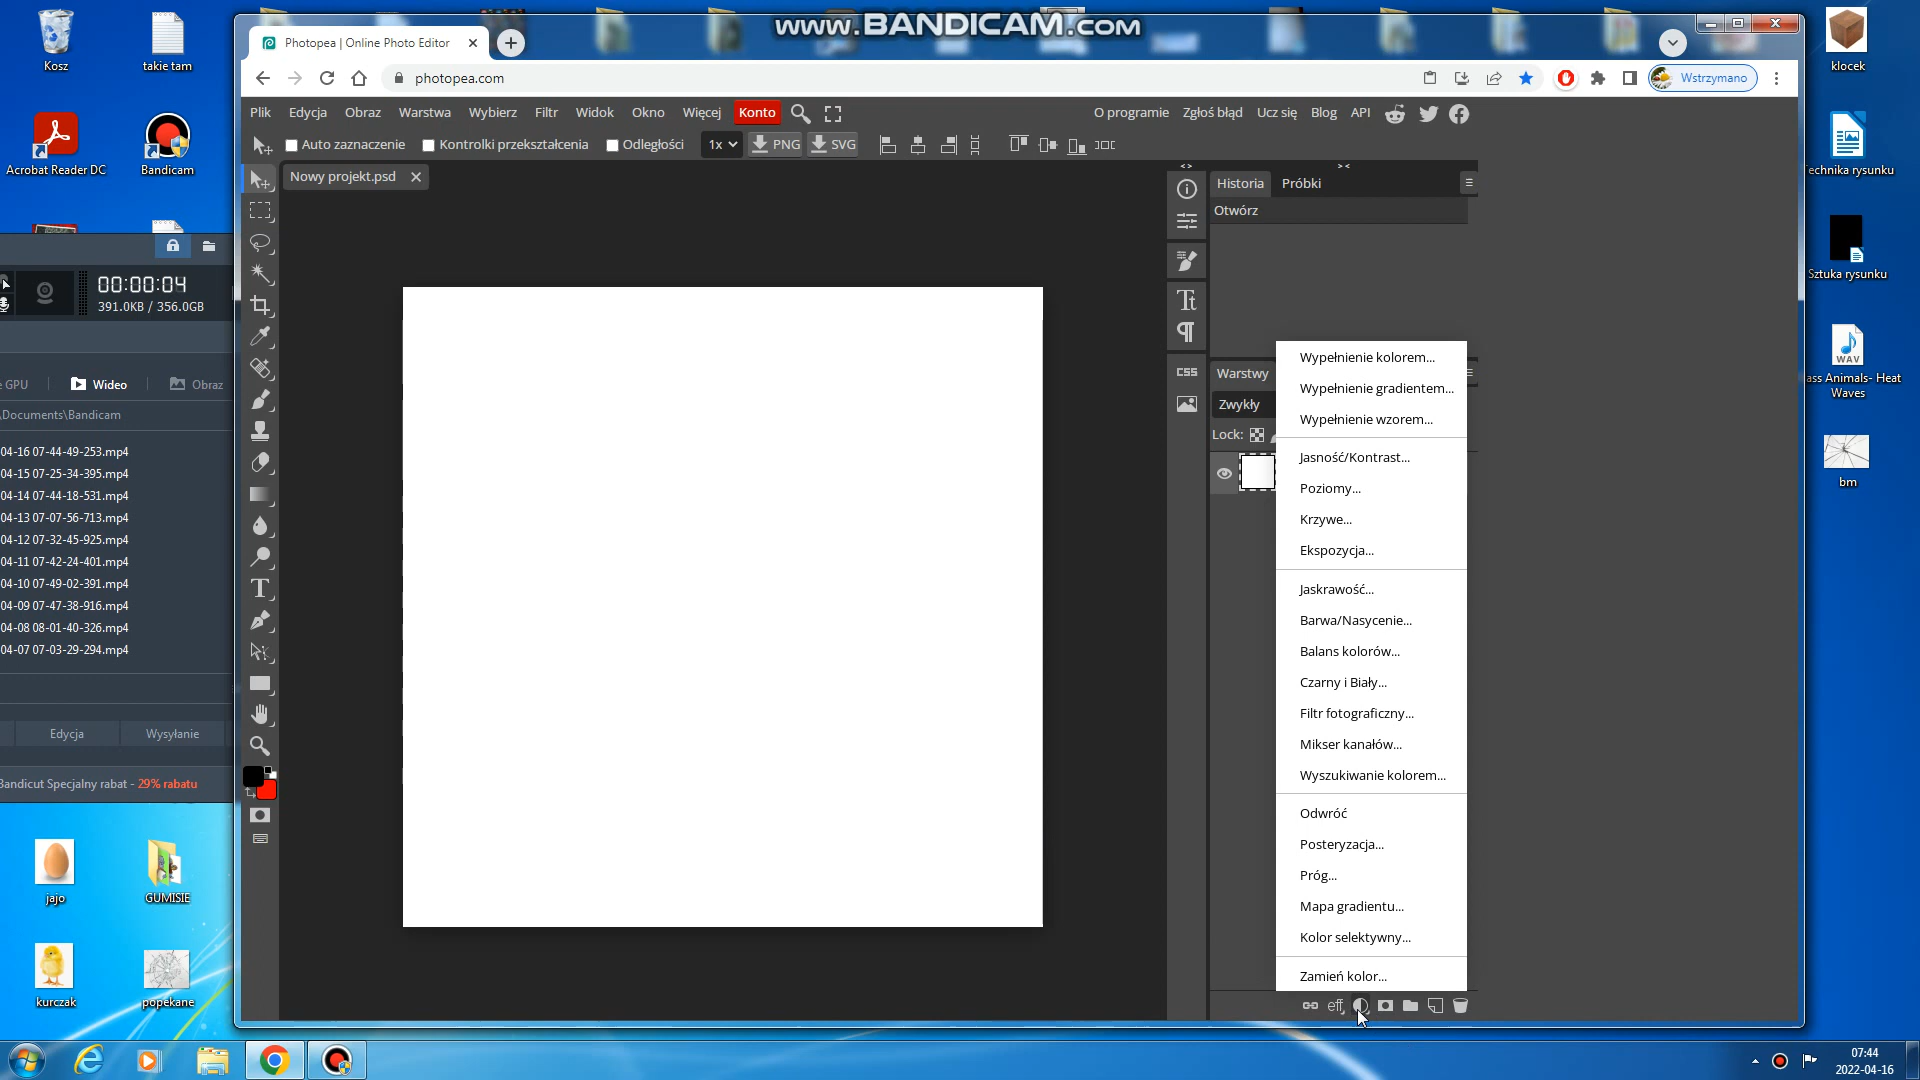 www.BANDICAM.com
Kosz
takie tam
Acrobat Reader DC
Bandicam
00:00:04
391.0KB / 356.0GB
e GPU
Wideo
Obraz
\Documents\Bandicam
04-16 07-44-49-253.mp4
04-15 07-25-34-395.mp4
04-14 07-44-18-531.mp4
04-13 07-07-56-713.mp4
04-12 07-32-45-925.mp4
04-11 07-42-24-401.mp4
04-10 07-49-02-391.mp4
04-09 07-47-38-916.mp4
04-08 08-01-40-326.mp4
04-07 07-03-29-294.mp4
Edycja
Wysyłanie
Bandicut Specjalny rabat - 29% rabatu
jajo
GUMISIE
kurczak
popękane
Photopea | Online Photo Editor
photopea.com
Wstrzymano
Plik Edycja Obraz Warstwa Wybierz Filtr Widok Okno Więcej Konto
O programie Zgłoś błąd Ucz się Blog API
Auto zaznaczenie Kontrolki przekształcenia Odległości 1x PNG SVG
Nowy projekt.psd
Historia Próbki
Otwórz
CSS
Warstwy
Zwykły
Lock:
Wypełnienie kolorem...
Wypełnienie gradientem...
Wypełnienie wzorem...
Jasność/Kontrast...
Poziomy...
Krzywe...
Ekspozycja...
Jaskrawość...
Barwa/Nasycenie...
Balans kolorów...
Czarny i Biały...
Filtr fotograficzny...
Mikser kanałów...
Wyszukiwanie kolorem...
Odwróć
Posteryzacja...
Próg...
Mapa gradientu...
Kolor selektywny...
Zamień kolor...
eff
klocek
Technika rysunku
Sztuka rysunku
WAV
ass Animals- Heat
Waves
bm
07:44
2022-04-16